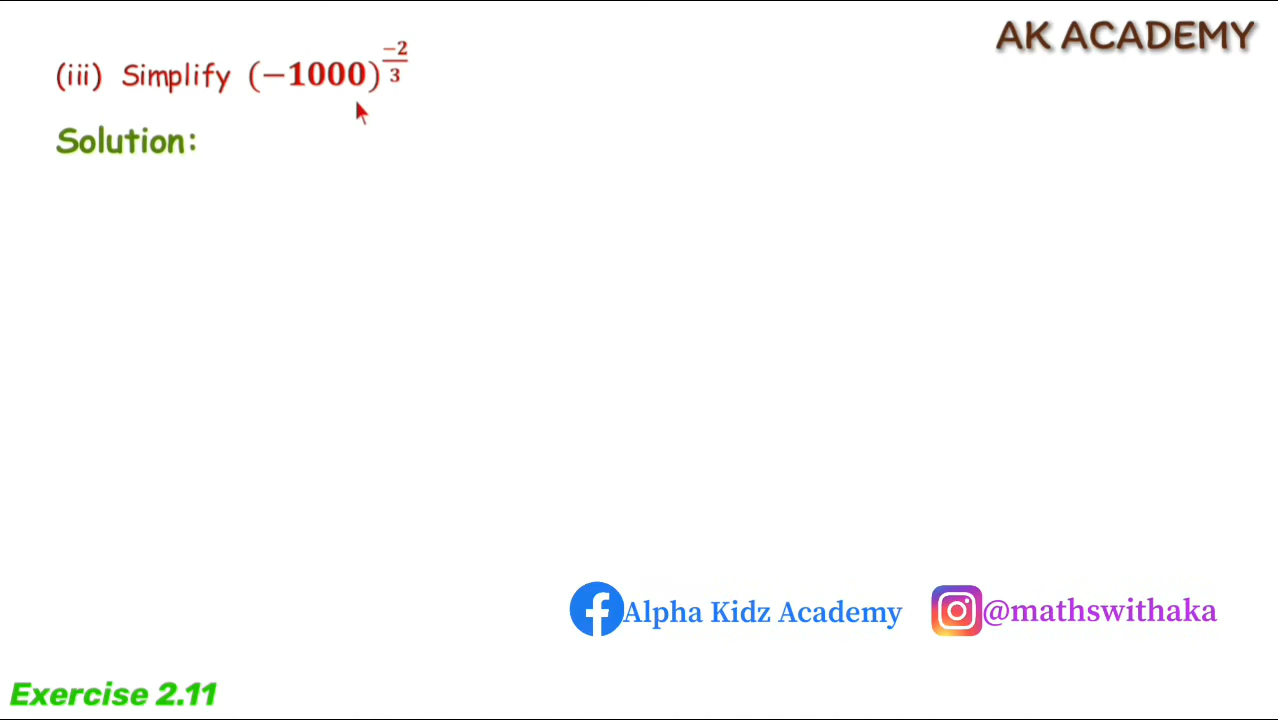 AK ACADEMY
(iii) Simplify (−1000)^(−2/3)
Solution:
Alpha Kidz Academy @mathswithaka
Exercise 2.11